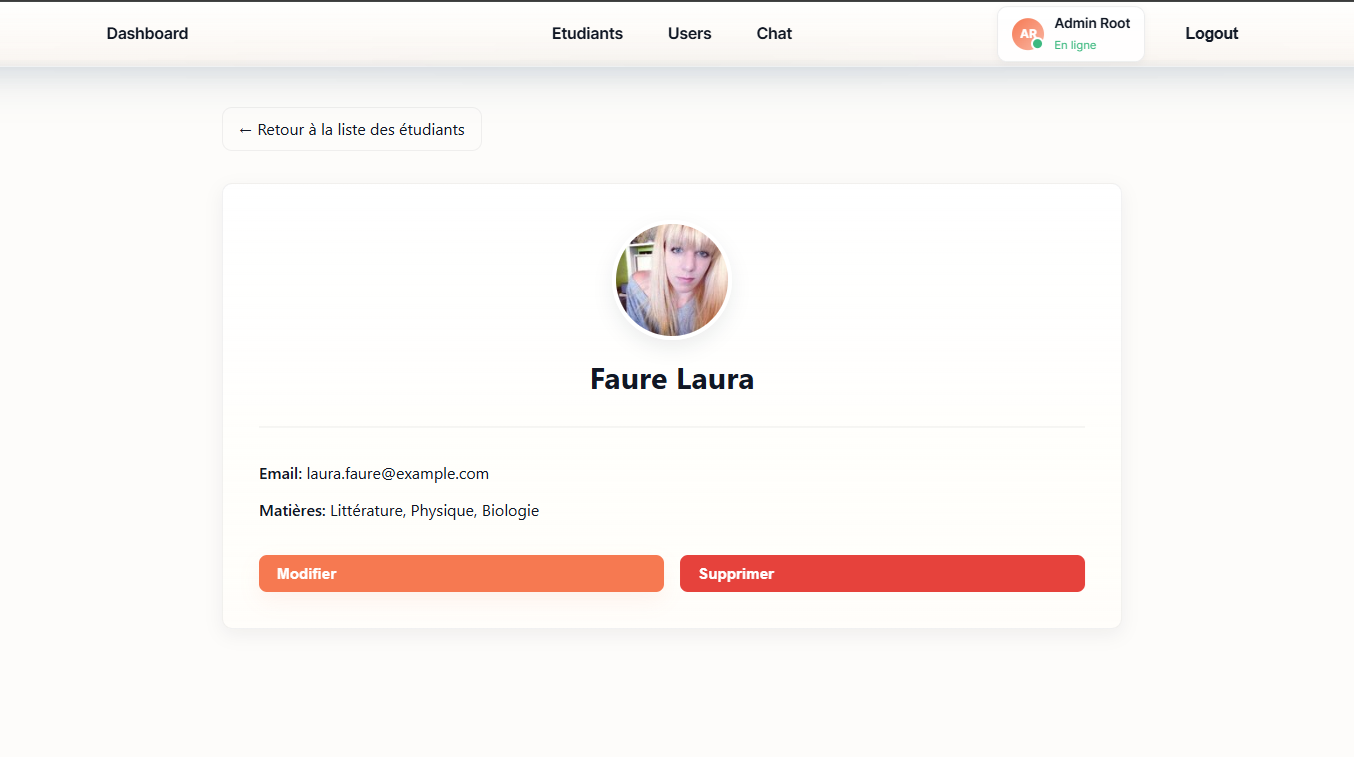 Dashboard
Etudiants
Users
Chat
AR
Admin Root
En ligne
Logout
← Retour à la liste des étudiants
Faure Laura
Email: laura.faure@example.com
Matières: Littérature, Physique, Biologie
Modifier
Supprimer